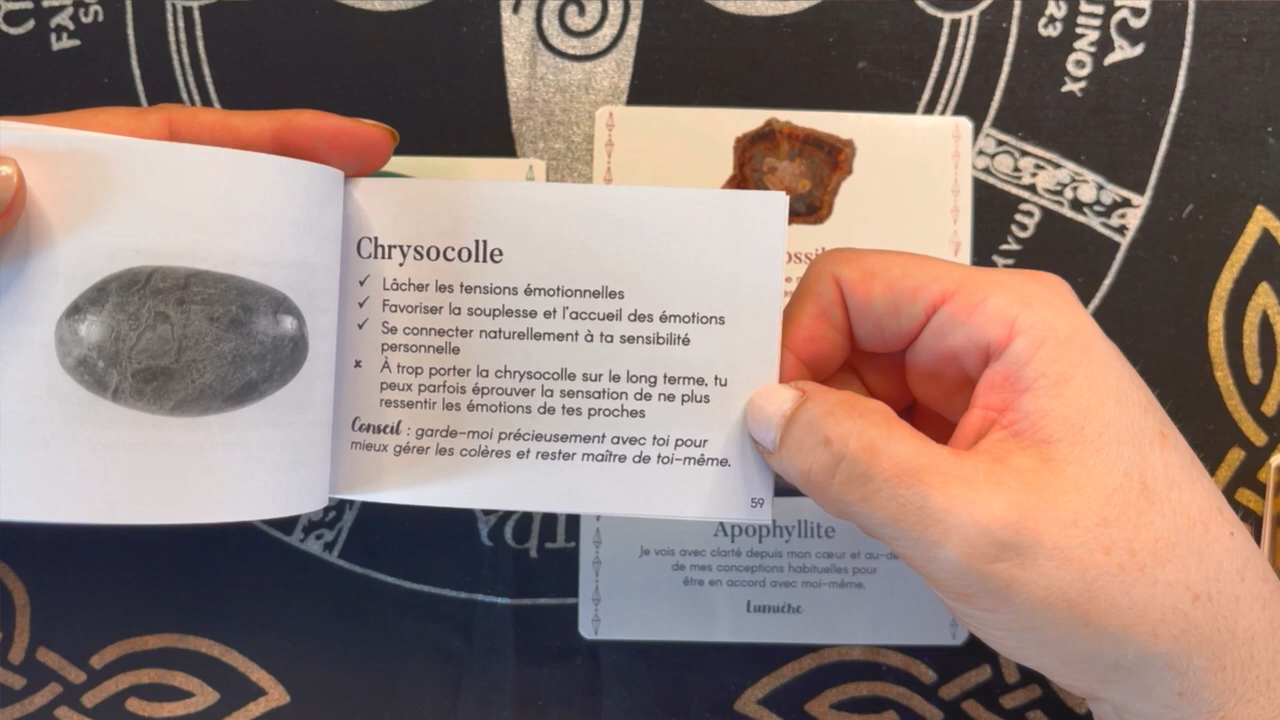 Chrysocolle
✓ Lâcher les tensions émotionnelles
✓ Favoriser la souplesse et l'accueil des émotions
✓ Se connecter naturellement à ta sensibilité
personnelle
× À trop porter la chrysocolle sur le long terme, tu
peux parfois éprouver la sensation de ne plus
ressentir les émotions de tes proches
Conseil : garde-moi précieusement avec toi pour
mieux gérer les colères et rester maître de toi-même.
59
Apophyllite
Je vois avec clarté depuis mon cœur et au-de
de mes conceptions habituelles pour
être en accord avec moi-même.
Lumière
RA
UINOX
23